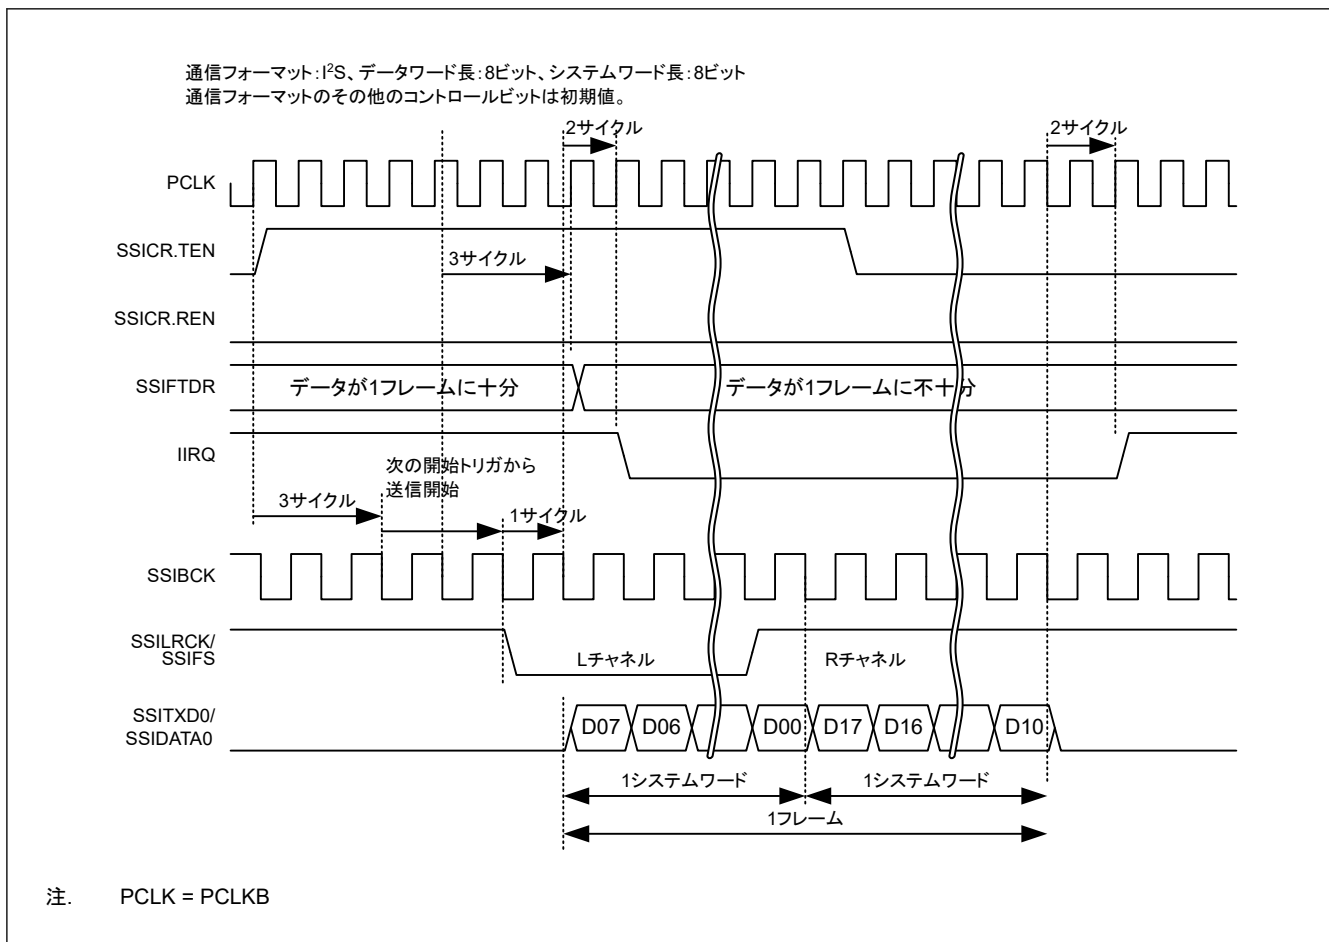 通信フォーマット：I²S、データワード長：8ビット、システムワード長：8ビット
通信フォーマットのその他のコントロールビットは初期値。
2サイクル
2サイクル
PCLK
SSICR.TEN
3サイクル
SSICR.REN
SSIFTDR
データが1フレームに十分
データが1フレームに不十分
IIRQ
次の開始トリガから
送信開始
3サイクル
1サイクル
SSIBCK
SSILRCK/
SSIFS
Lチャネル
Rチャネル
SSITXD0/
SSIDATA0
D07
D06
D00
D17
D16
D10
1システムワード
1システムワード
1フレーム
注. PCLK = PCLKB